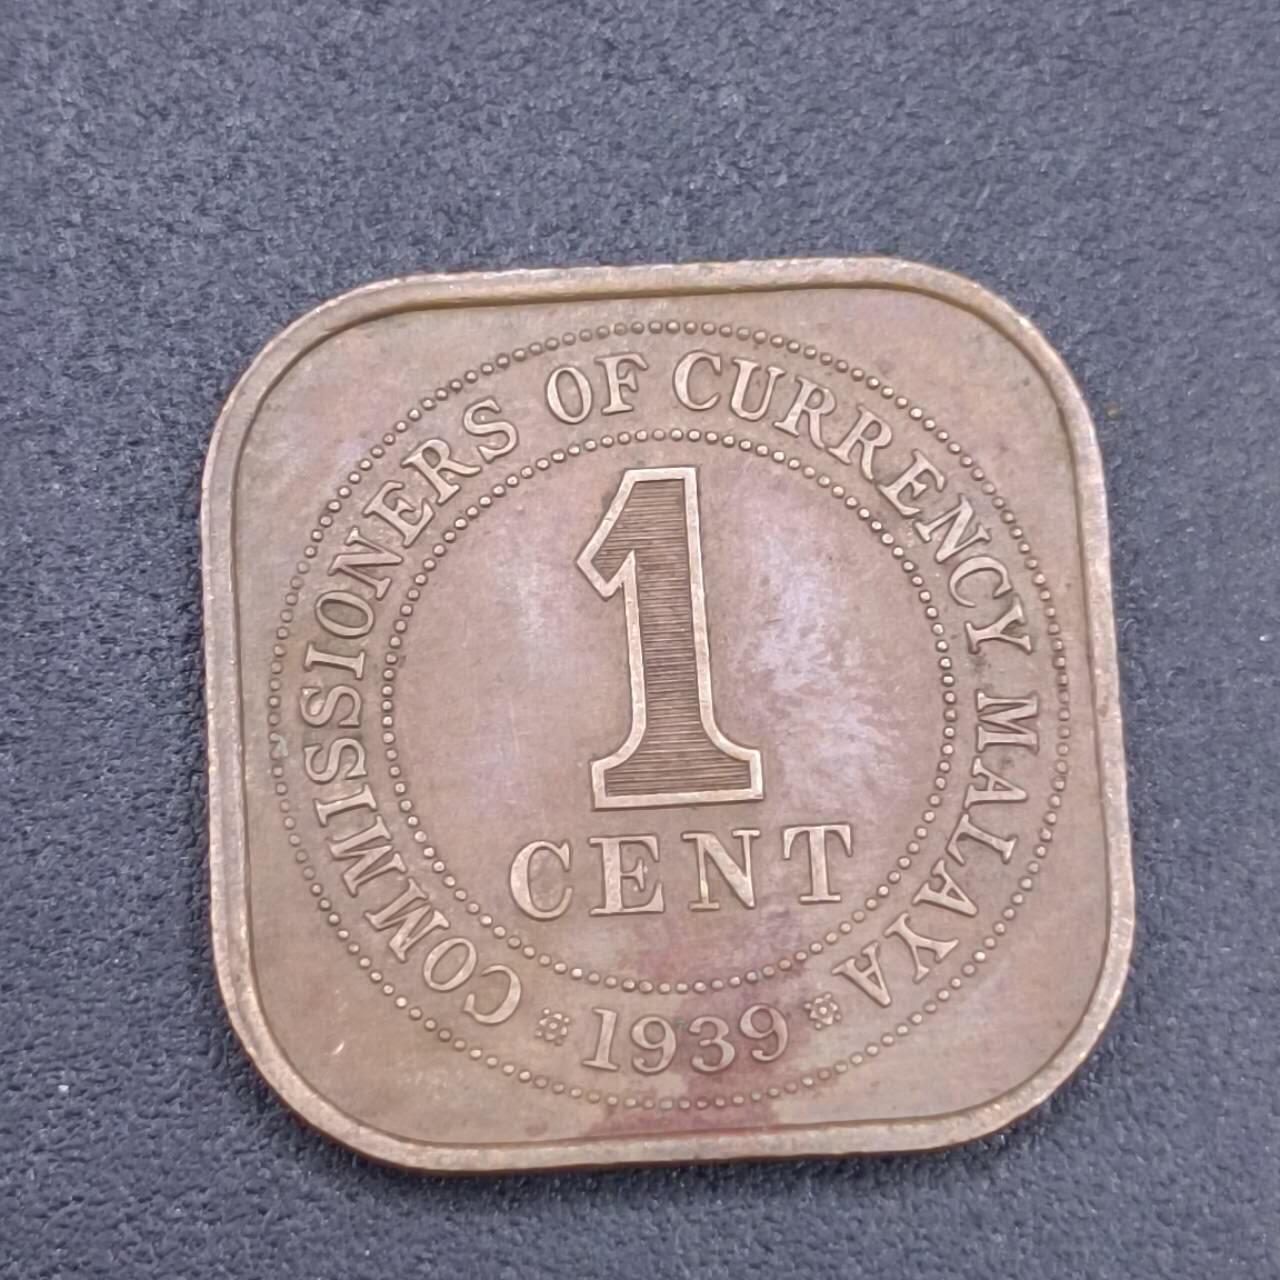 COMMISSIONERS OF CURRENCY MALAYA
1
CENT
1939